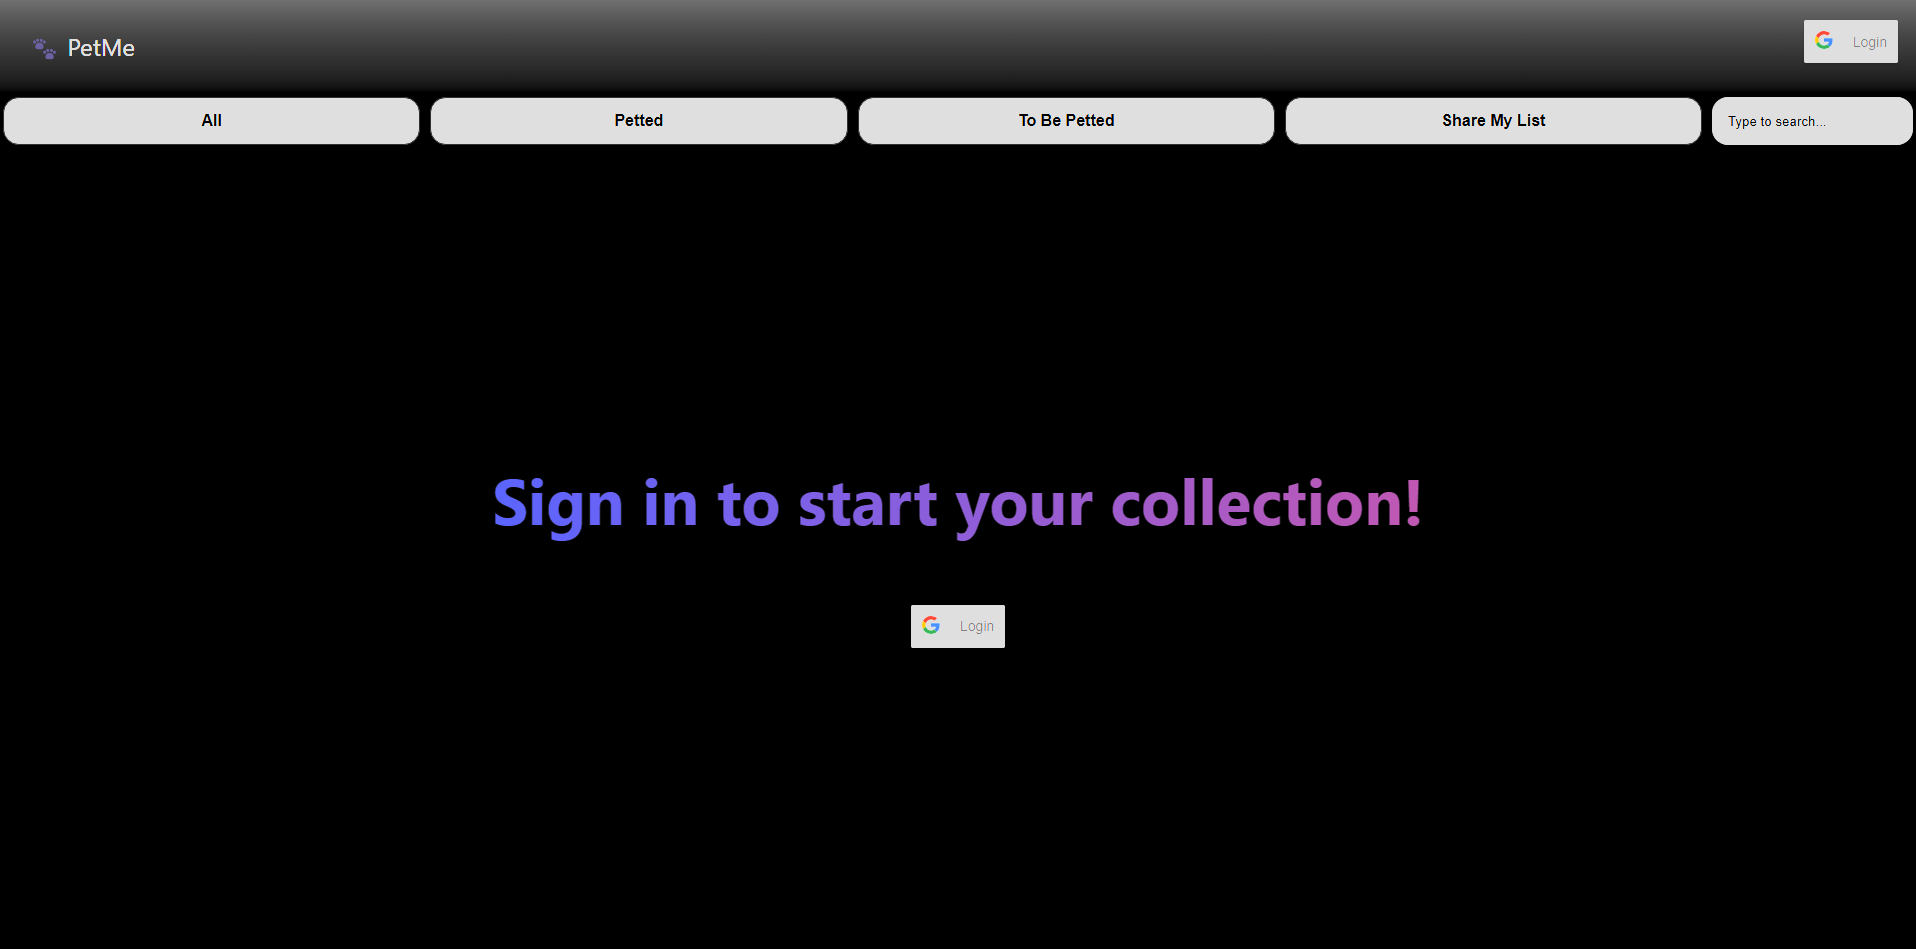 PetMe
Login
All
Petted
To Be Petted
Share My List
Type to search...
Sign in to start your collection!
Login